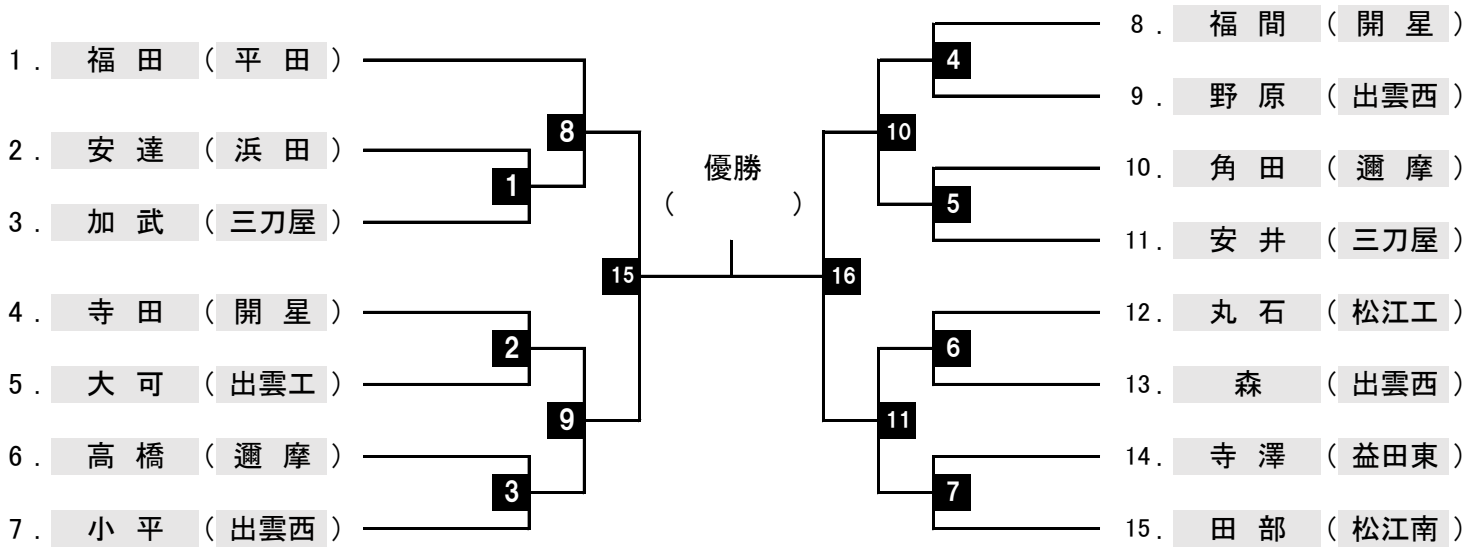 1. 福田 (平田)
2. 安達 (浜田)
3. 加武 (三刀屋)
4. 寺田 (開星)
5. 大可 (出雲工)
6. 高橋 (邇摩)
7. 小平 (出雲西)
8
1
15
2
9
3
優勝
( )
4
10
5
16
6
11
7
8. 福間 (開星)
9. 野原 (出雲西)
10. 角田 (邇摩)
11. 安井 (三刀屋)
12. 丸石 (松江工)
13. 森 (出雲西)
14. 寺澤 (益田東)
15. 田部 (松江南)